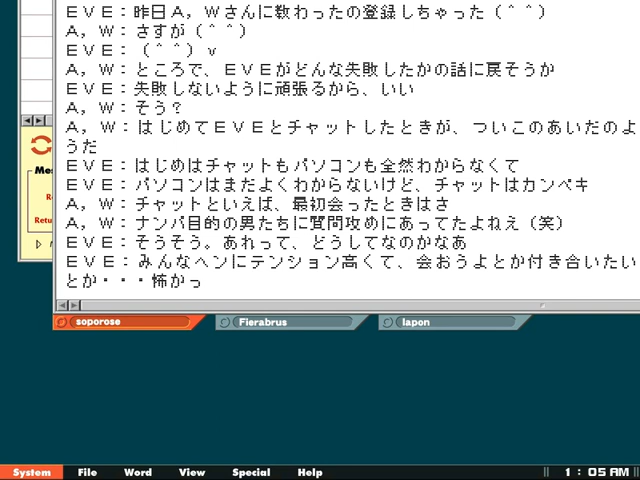 EVE：昨日A，Wさんに教わったの登録しちゃった（＾＾）
A，W：さすが（＾＾）
EVE：（＾＾）v
A，W：ところで、EVEがどんな失敗したかの話に戻そうか
EVE：失敗しないように頑張るから、いい
A，W：そう？
A，W：はじめてEVEとチャットしたときが、ついこのあいだのよ
うだ
EVE：はじめはチャットもパソコンも全然わからなくて
EVE：パソコンはまだよくわからないけど、チャットはカンペキ
A，W：チャットといえば、最初会ったときはさ
A，W：ナンパ目的の男たちに質問攻めにあってたよねえ（笑）
EVE：そうそう。あれって、どうしてなのかなあ
EVE：みんなヘンにテンション高くて、会おうよとか付き合いたい
とか・・・怖かっ
Mes
R
Retu
soporose
Fierabrus
lapon
System File Word View Special Help 1：05 AM